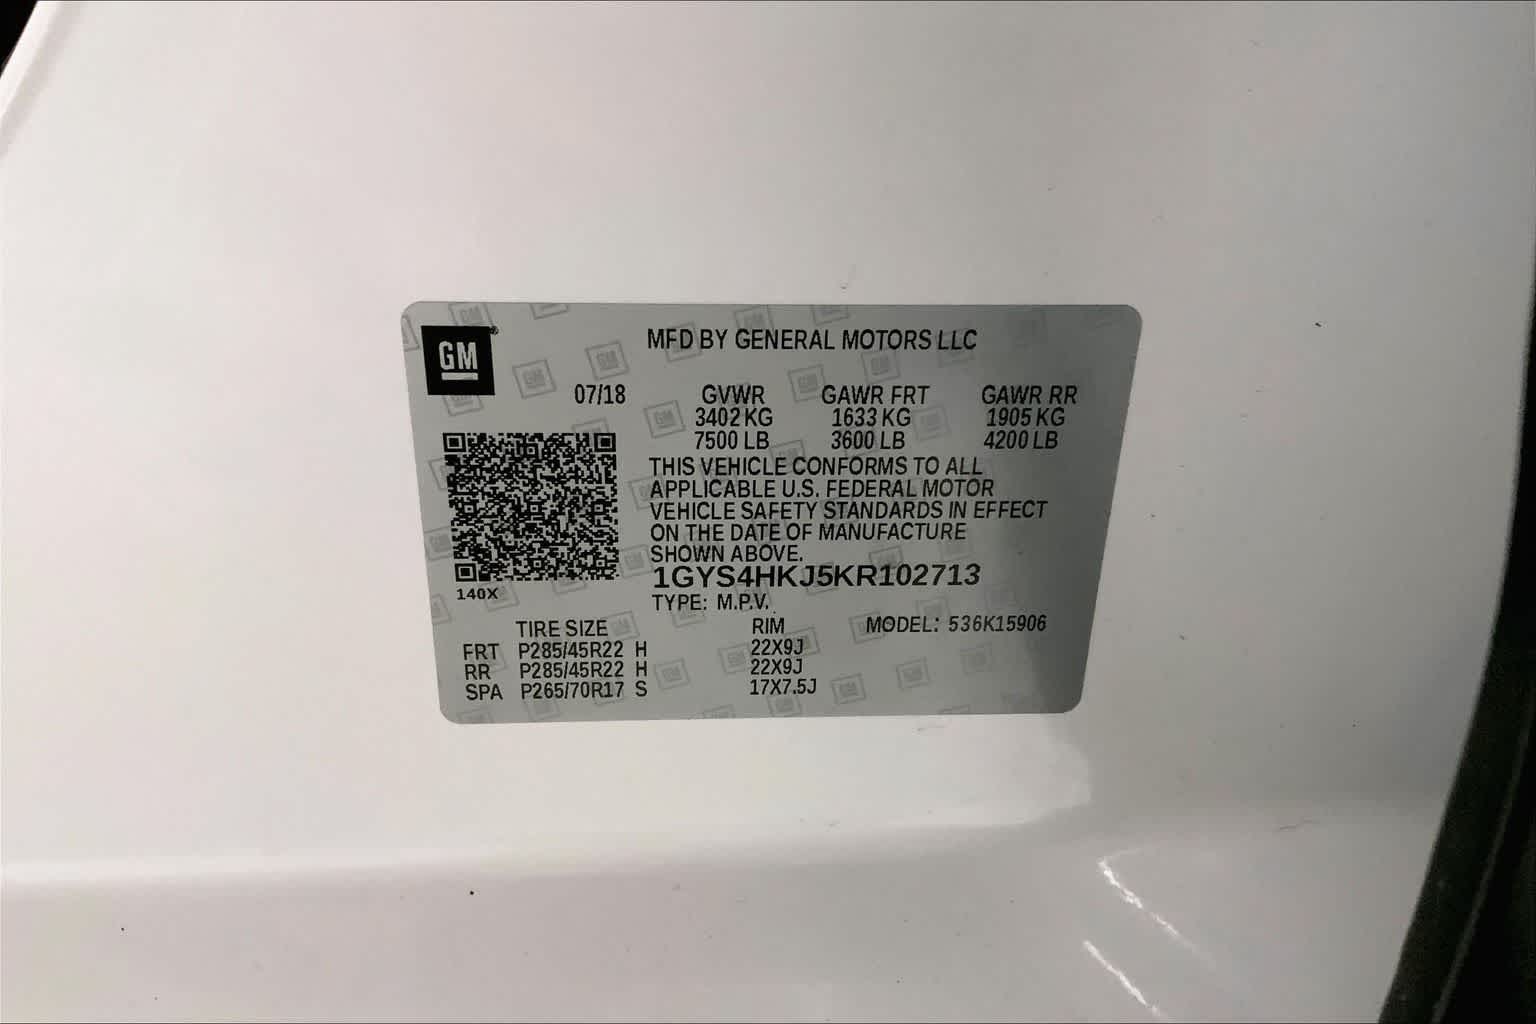 GM®
MFD BY GENERAL MOTORS LLC
07/18 GVWR GAWR FRT GAWR RR
3402 KG 1633 KG 1905 KG
7500 LB 3600 LB 4200 LB
THIS VEHICLE CONFORMS TO ALL
APPLICABLE U.S. FEDERAL MOTOR
VEHICLE SAFETY STANDARDS IN EFFECT
ON THE DATE OF MANUFACTURE
SHOWN ABOVE.
1GYS4HKJ5KR102713
140X
TYPE: M.P.V.
TIRE SIZE RIM MODEL: 536K15906
FRT P285/45R22 H 22X9J
RR P285/45R22 H 22X9J
SPA P265/70R17 S 17X7.5J